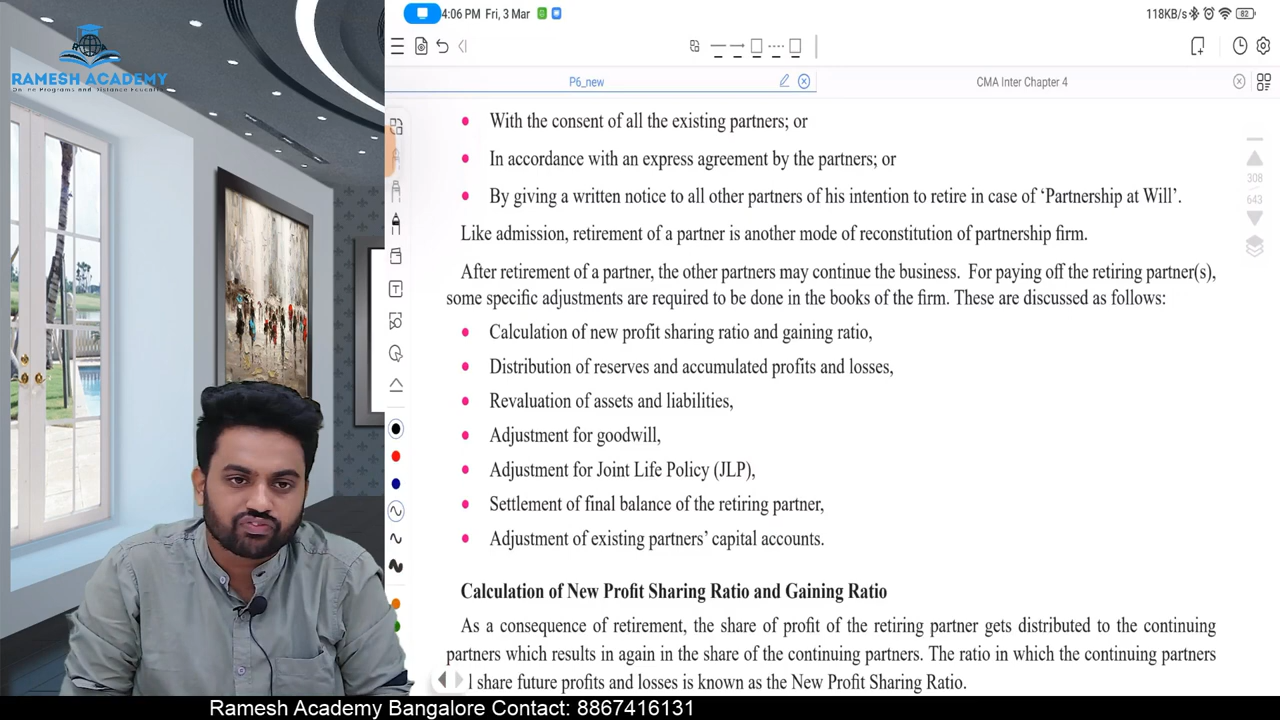 RAMESH ACADEMY
Online Programs and Distance Education
4:06 PM Fri, 3 Mar
118KB/s
82
P6_new
CMA Inter Chapter 4
With the consent of all the existing partners; or
In accordance with an express agreement by the partners; or
By giving a written notice to all other partners of his intention to retire in case of ‘Partnership at Will’.
Like admission, retirement of a partner is another mode of reconstitution of partnership firm.
After retirement of a partner, the other partners may continue the business. For paying off the retiring partner(s),
some specific adjustments are required to be done in the books of the firm. These are discussed as follows:
Calculation of new profit sharing ratio and gaining ratio,
Distribution of reserves and accumulated profits and losses,
Revaluation of assets and liabilities,
Adjustment for goodwill,
Adjustment for Joint Life Policy (JLP),
Settlement of final balance of the retiring partner,
Adjustment of existing partners’ capital accounts.
308
643
Calculation of New Profit Sharing Ratio and Gaining Ratio
As a consequence of retirement, the share of profit of the retiring partner gets distributed to the continuing
partners which results in again in the share of the continuing partners. The ratio in which the continuing partners
l share future profits and losses is known as the New Profit Sharing Ratio.
Ramesh Academy Bangalore Contact: 8867416131